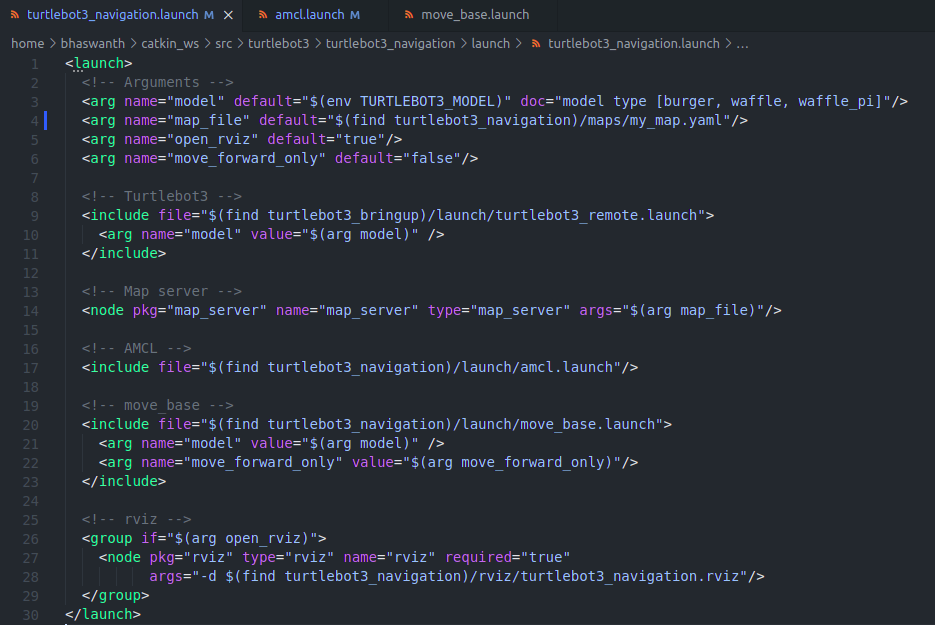 turtlebot3_navigation.launch M × amcl.launch M move_base.launch
home > bhaswanth > catkin_ws > src > turtlebot3 > turtlebot3_navigation > launch > turtlebot3_navigation.launch > ...
1 <launch>
2 <!-- Arguments -->
3 <arg name="model" default="$(env TURTLEBOT3_MODEL)" doc="model type [burger, waffle, waffle_pi]"/>
4 <arg name="map_file" default="$(find turtlebot3_navigation)/maps/my_map.yaml"/>
5 <arg name="open_rviz" default="true"/>
6 <arg name="move_forward_only" default="false"/>
7
8 <!-- Turtlebot3 -->
9 <include file="$(find turtlebot3_bringup)/launch/turtlebot3_remote.launch">
10 <arg name="model" value="$(arg model)" />
11 </include>
12
13 <!-- Map server -->
14 <node pkg="map_server" name="map_server" type="map_server" args="$(arg map_file)"/>
15
16 <!-- AMCL -->
17 <include file="$(find turtlebot3_navigation)/launch/amcl.launch"/>
18
19 <!-- move_base -->
20 <include file="$(find turtlebot3_navigation)/launch/move_base.launch">
21 <arg name="model" value="$(arg model)" />
22 <arg name="move_forward_only" value="$(arg move_forward_only)"/>
23 </include>
24
25 <!-- rviz -->
26 <group if="$(arg open_rviz)">
27 <node pkg="rviz" type="rviz" name="rviz" required="true"
28 args="-d $(find turtlebot3_navigation)/rviz/turtlebot3_navigation.rviz"/>
29 </group>
30 </launch>